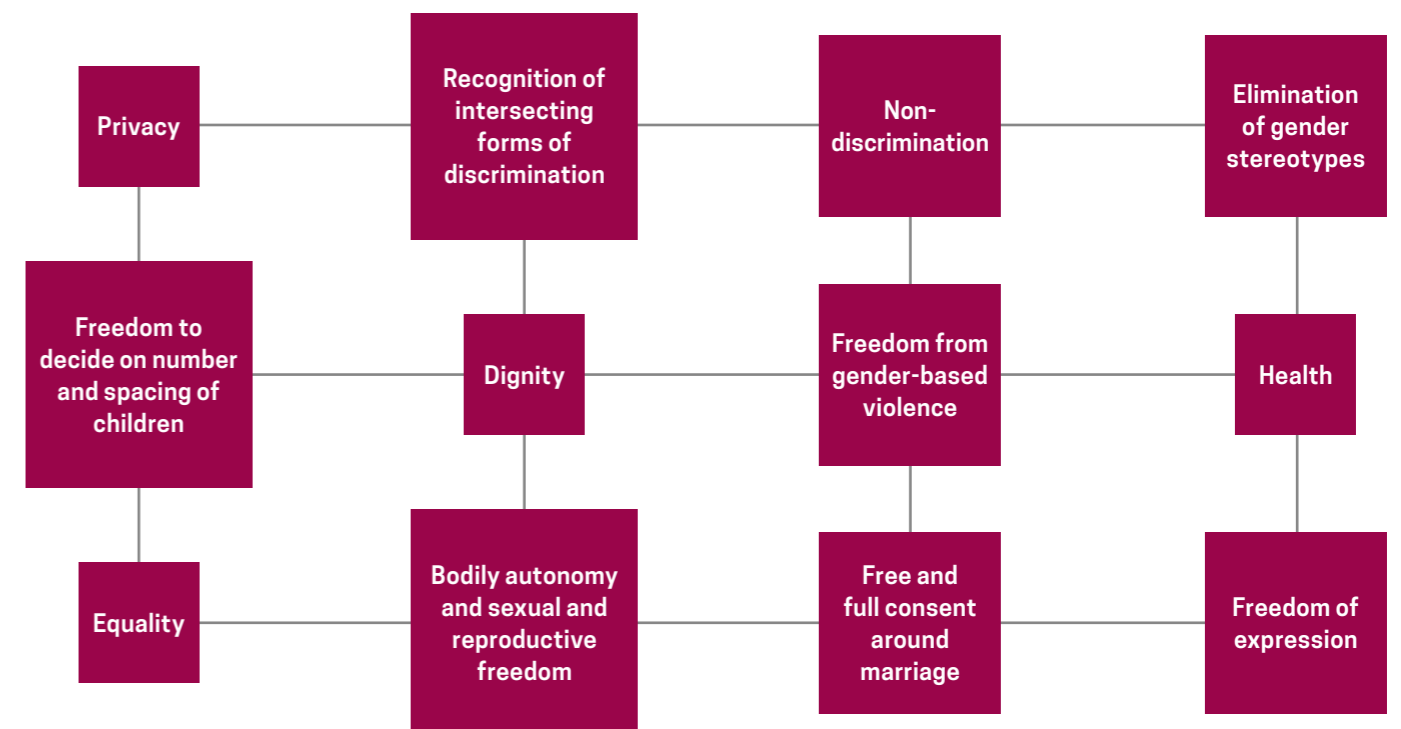 Privacy
Recognition of
intersecting
forms of
discrimination
Non-
discrimination
Elimination
of gender
stereotypes
Freedom to
decide on number
and spacing of
children
Dignity
Freedom from
gender-based
violence
Health
Equality
Bodily autonomy
and sexual and
reproductive
freedom
Free and
full consent
around
marriage
Freedom of
expression